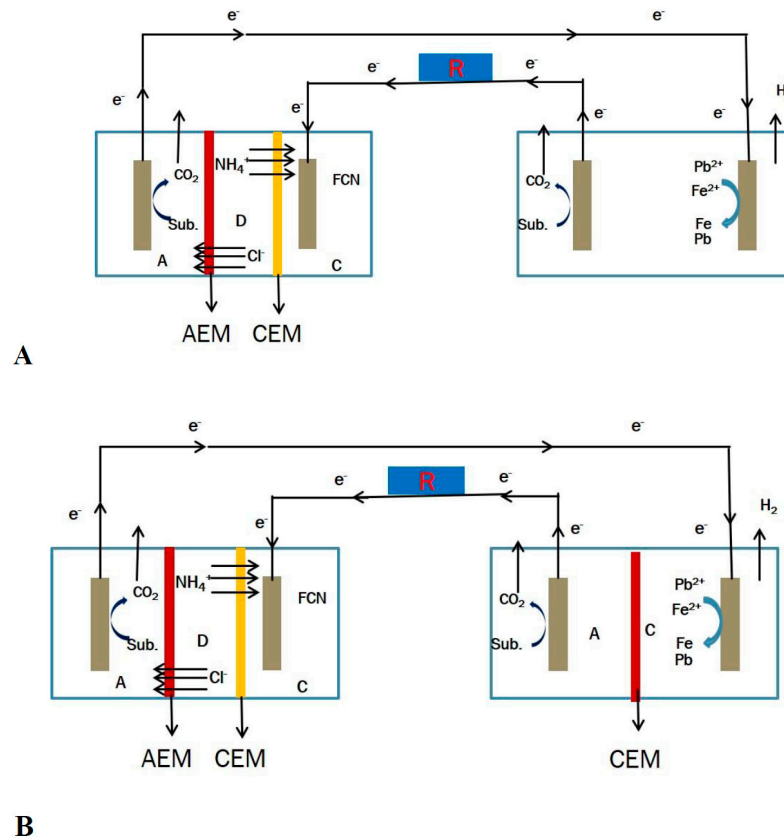 e-
e-
e-
e-
R
e-
e-
e-
e-
e-
H
CO2
NH4+
FCN
CO2
Pb2+
Fe2+
Sub.
D
Sub.
Fe
Pb
A
Cl-
C
AEM
CEM
A
e-
e-
e-
e-
R
e-
H2
e-
e-
e-
e-
CO2
NH4+
FCN
CO2
Pb2+
Fe2+
Sub.
D
Sub.
A
C
Fe
Pb
A
Cl-
C
AEM
CEM
CEM
B